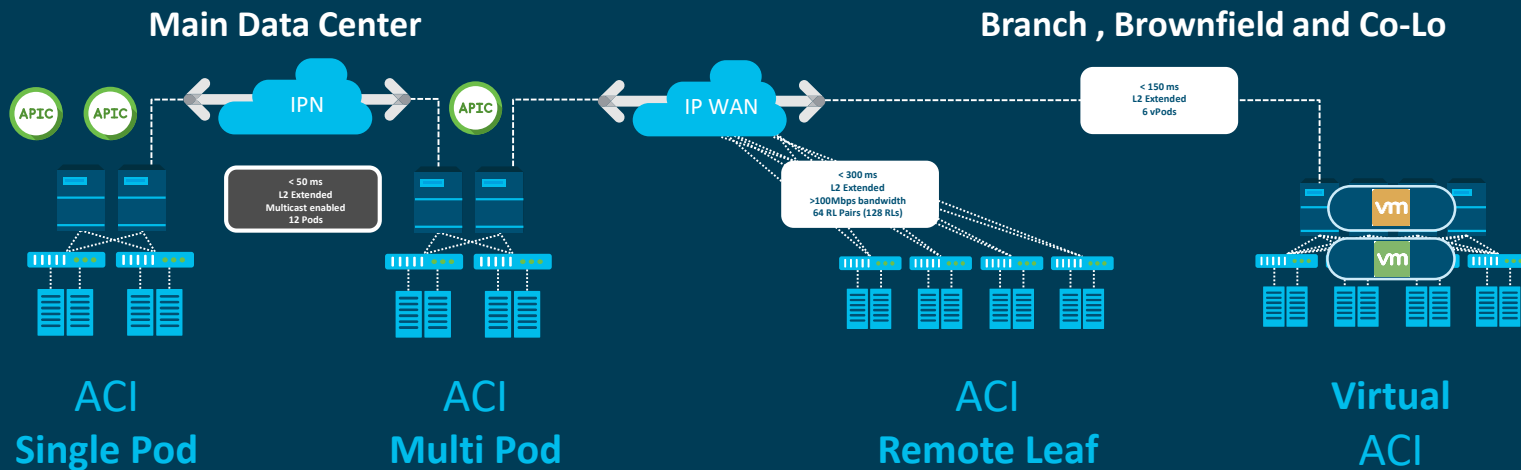 Main Data Center
Branch , Brownfield and Co-Lo
APIC
APIC
IPN
APIC
IP WAN
< 150 ms
L2 Extended
6 vPods
< 50 ms
L2 Extended
Multicast enabled
12 Pods
< 300 ms
L2 Extended
>100Mbps bandwidth
64 RL Pairs (128 RLs)
vm
vm
ACI
Single Pod
ACI
Multi Pod
ACI
Remote Leaf
Virtual
ACI